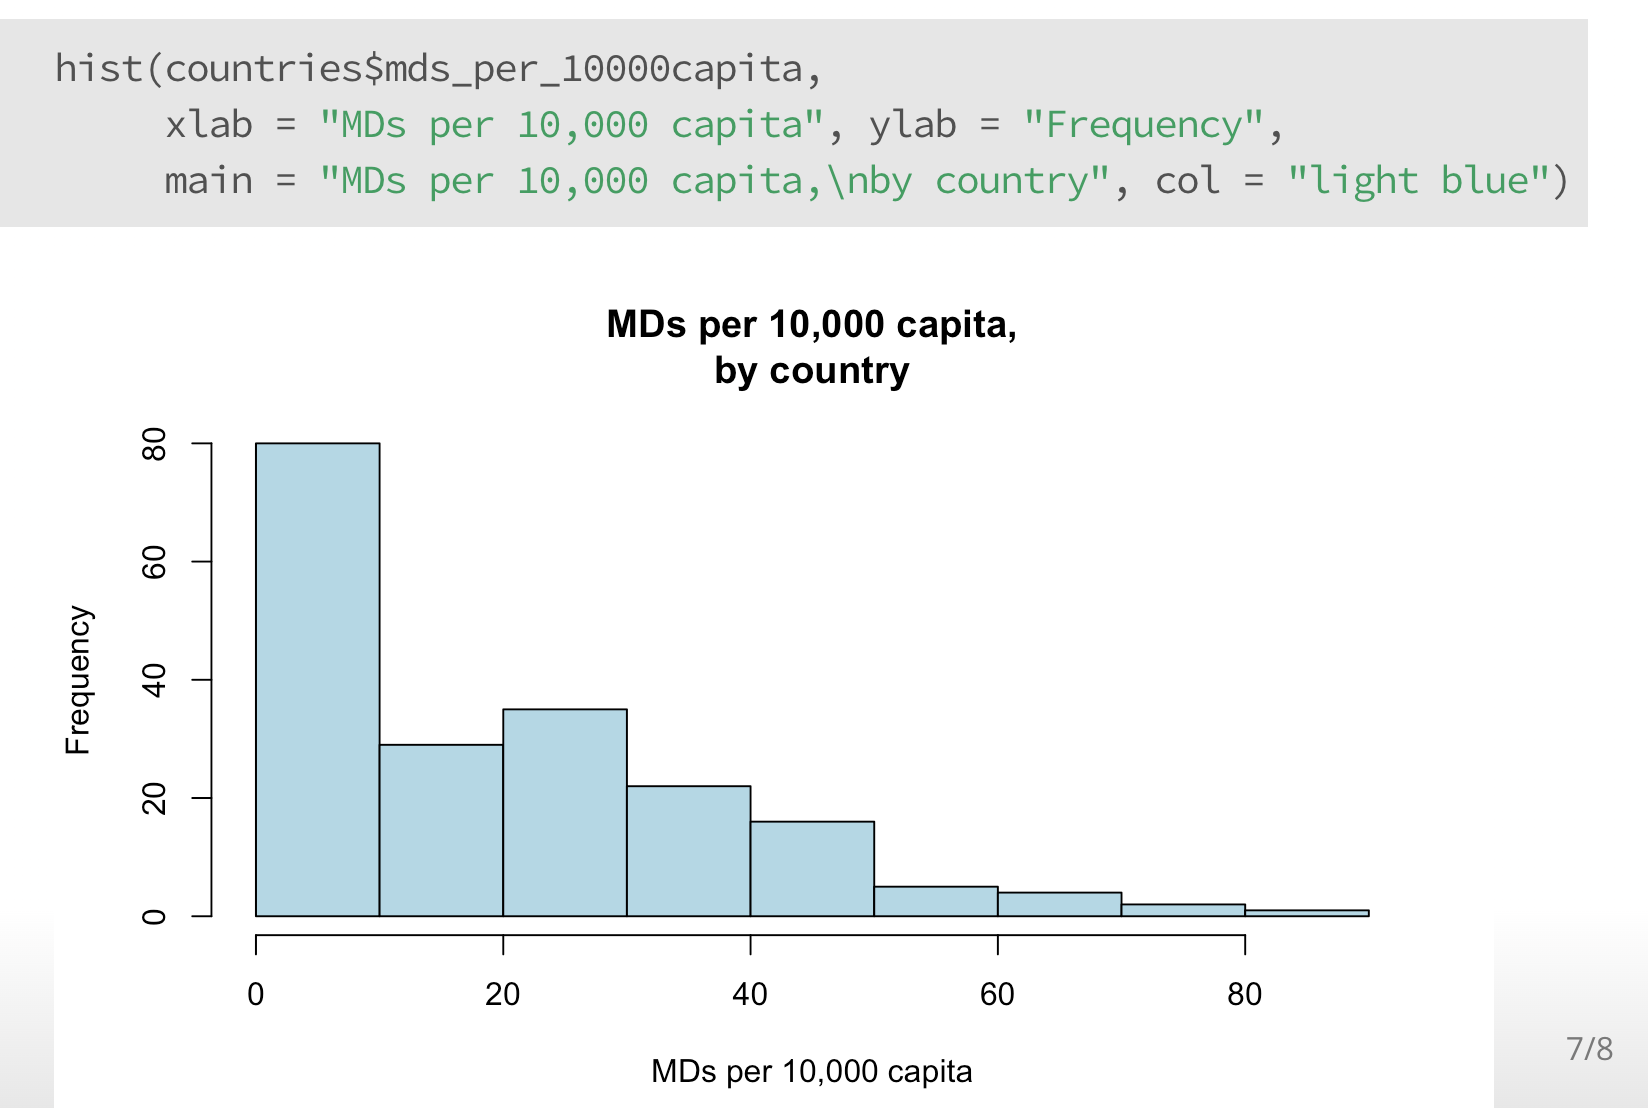 hist(countries$mds_per_10000capita,
xlab = "MDs per 10,000 capita", ylab = "Frequency",
main = "MDs per 10,000 capita,\nby country", col = "light blue")
MDs per 10,000 capita,
by country
Frequency
80
60
40
20
0
0 20 40 60 80
MDs per 10,000 capita
7/8